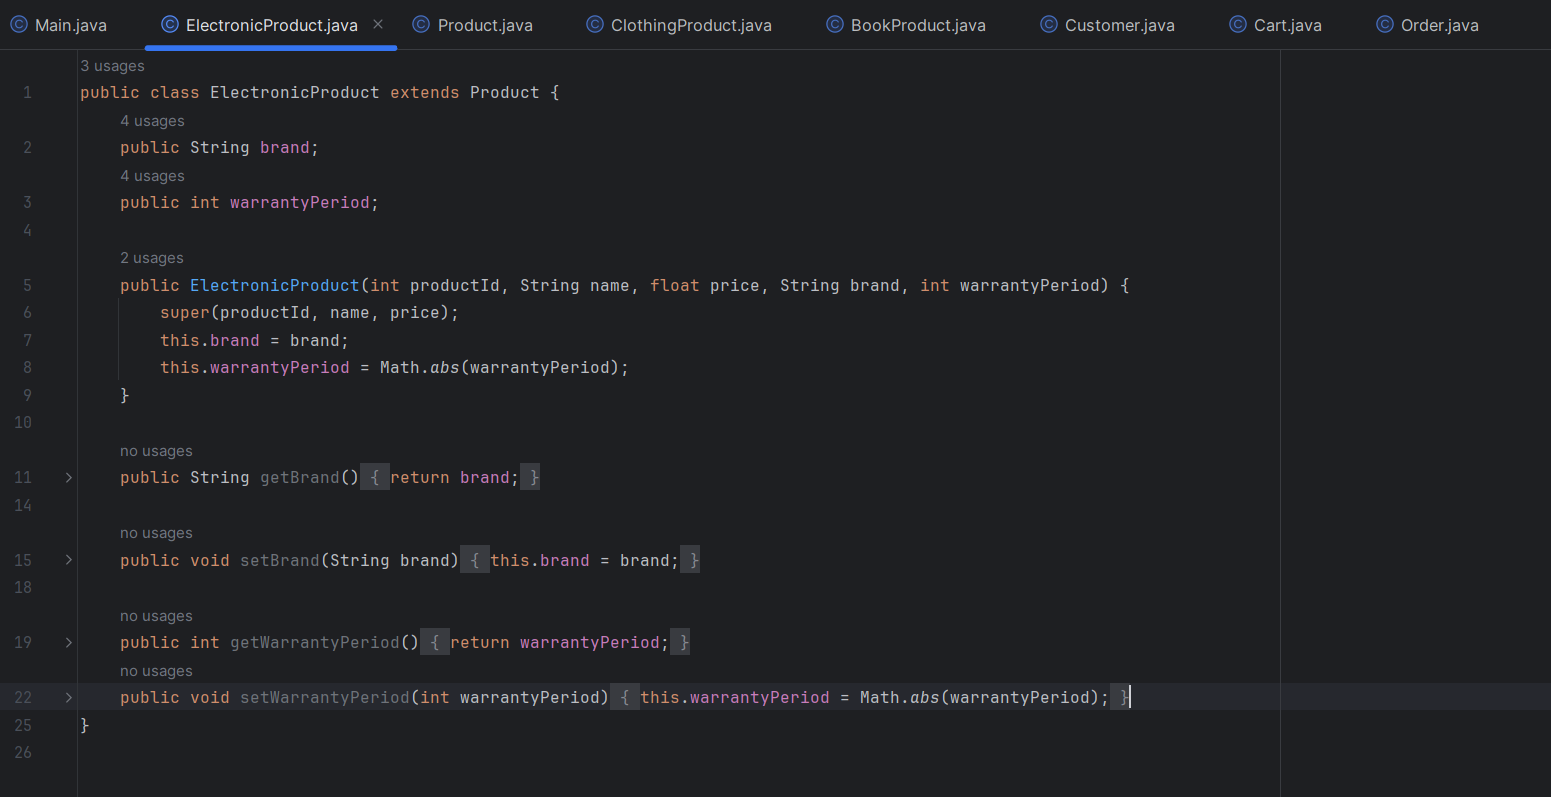 Main.java ElectronicProduct.java Product.java ClothingProduct.java BookProduct.java Customer.java Cart.java Order.java
3 usages
1 public class ElectronicProduct extends Product {
4 usages
2 public String brand;
4 usages
3 public int warrantyPeriod;
4
2 usages
5 public ElectronicProduct(int productId, String name, float price, String brand, int warrantyPeriod) {
6 super(productId, name, price);
7 this.brand = brand;
8 this.warrantyPeriod = Math.abs(warrantyPeriod);
9 }
10
no usages
11 public String getBrand() { return brand; }
14
no usages
15 public void setBrand(String brand) { this.brand = brand; }
18
no usages
19 public int getWarrantyPeriod() { return warrantyPeriod; }
no usages
22 public void setWarrantyPeriod(int warrantyPeriod) { this.warrantyPeriod = Math.abs(warrantyPeriod); }
25 }
26